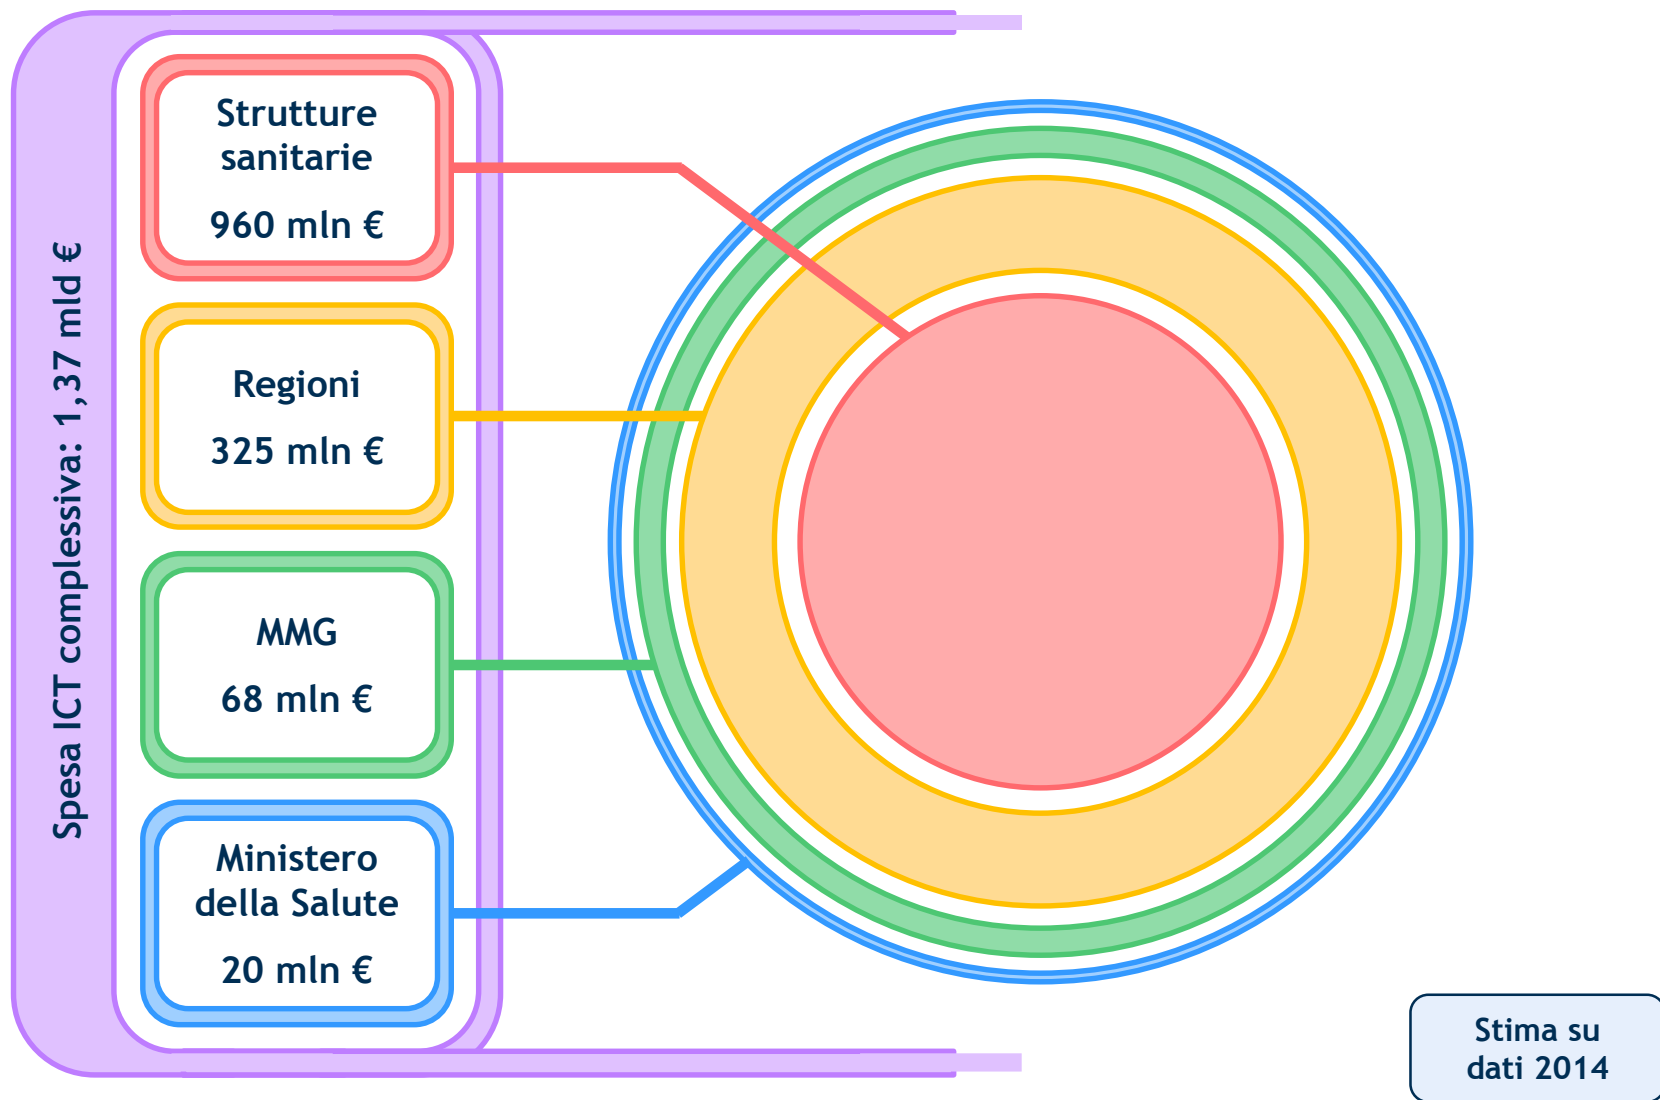 Spesa ICT complessiva: 1,37 mld €
Strutture
sanitarie
960 mln €
Regioni
325 mln €
MMG
68 mln €
Ministero
della Salute
20 mln €
Stima su
dati 2014